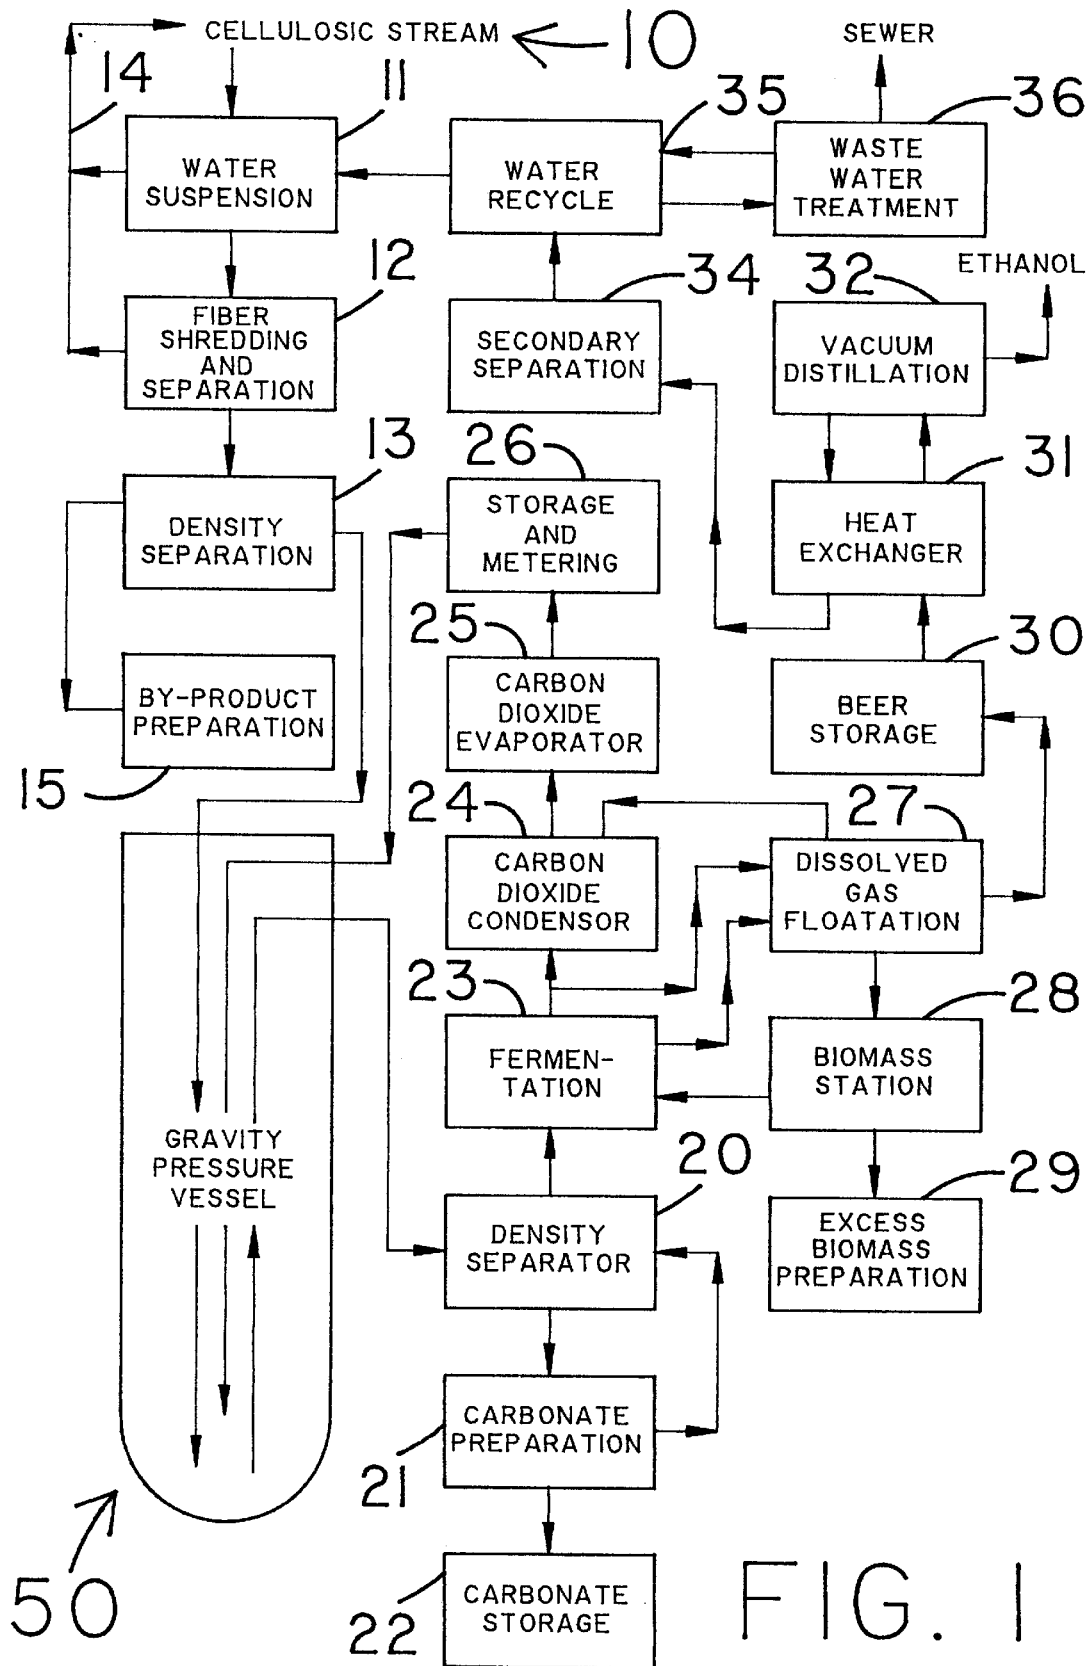 CELLULOSIC STREAM
10
SEWER
14
11
35
36
WATER
SUSPENSION
WATER
RECYCLE
WASTE
WATER
TREATMENT
12
34
32
ETHANOL
FIBER
SHREDDING
AND
SEPARATION
SECONDARY
SEPARATION
VACUUM
DISTILLATION
13
26
31
DENSITY
SEPARATION
STORAGE
AND
METERING
HEAT
EXCHANGER
25
30
BY-PRODUCT
PREPARATION
CARBON
DIOXIDE
EVAPORATOR
BEER
STORAGE
15
24
27
CARBON
DIOXIDE
CONDENSOR
DISSOLVED
GAS
FLOATATION
23
28
FERMEN-
TATION
BIOMASS
STATION
GRAVITY
PRESSURE
VESSEL
20
29
DENSITY
SEPARATOR
EXCESS
BIOMASS
PREPARATION
CARBONATE
PREPARATION
21
50
CARBONATE
STORAGE
22
FIG. 1